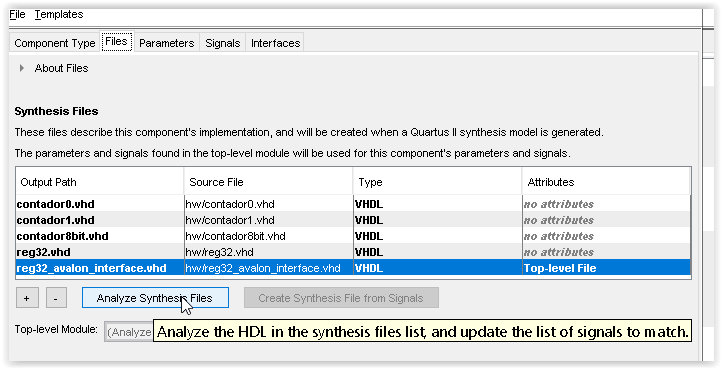 File Templates
Component Type Files Parameters Signals Interfaces
About Files
Synthesis Files
These files describe this component's implementation, and will be created when a Quartus II synthesis model is generated.
The parameters and signals found in the top-level module will be used for this component's parameters and signals.
Output Path Source File Type Attributes
contador0.vhd hw/contador0.vhd VHDL no attributes
contador1.vhd hw/contador1.vhd VHDL no attributes
contador8bit.vhd hw/contador8bit.vhd VHDL no attributes
reg32.vhd hw/reg32.vhd VHDL no attributes
reg32_avalon_interface.vhd hw/reg32_avalon_interface.vhd VHDL Top-level File
+ - Analyze Synthesis Files Create Synthesis File from Signals
Top-level Module: (Analyze
Analyze the HDL in the synthesis files list, and update the list of signals to match.